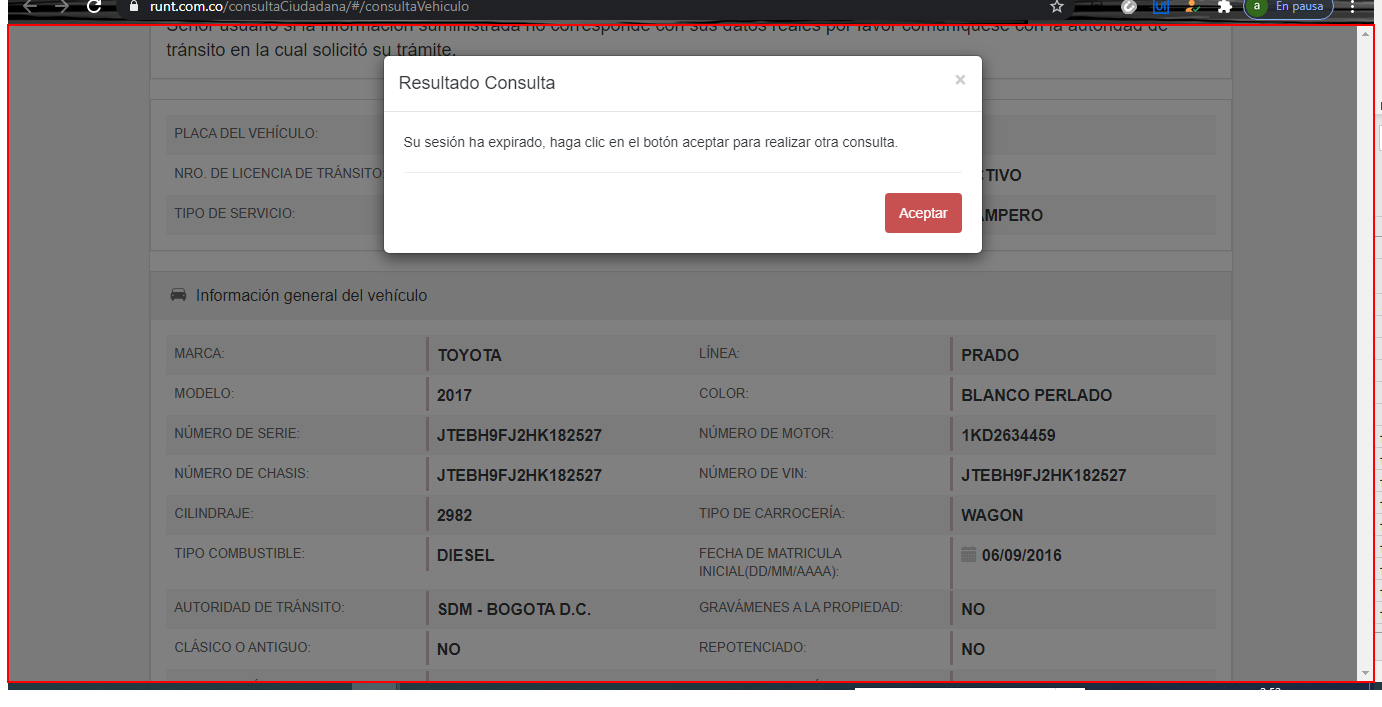 runt.com.co/consultaCiudadana/#/consultaVehiculo
a En pausa
Señor usuario si la información suministrada no corresponde con sus datos reales por favor comuníquese con la autoridad de
tránsito en la cual solicitó su trámite.
Resultado Consulta ×
Su sesión ha expirado, haga clic en el botón aceptar para realizar otra consulta.
Aceptar
PLACA DEL VEHÍCULO:
NRO. DE LICENCIA DE TRÁNSITO: CTIVO
TIPO DE SERVICIO: AMPERO
Información general del vehículo
MARCA: TOYOTA LÍNEA: PRADO
MODELO: 2017 COLOR: BLANCO PERLADO
NÚMERO DE SERIE: JTEBH9FJ2HK182527 NÚMERO DE MOTOR: 1KD2634459
NÚMERO DE CHASIS: JTEBH9FJ2HK182527 NÚMERO DE VIN: JTEBH9FJ2HK182527
CILINDRAJE: 2982 TIPO DE CARROCERÍA: WAGON
TIPO COMBUSTIBLE: DIESEL FECHA DE MATRICULA
INICIAL(DD/MM/AAAA): 06/09/2016
AUTORIDAD DE TRÁNSITO: SDM - BOGOTA D.C. GRAVÁMENES A LA PROPIEDAD: NO
CLÁSICO O ANTIGUO: NO REPOTENCIADO: NO